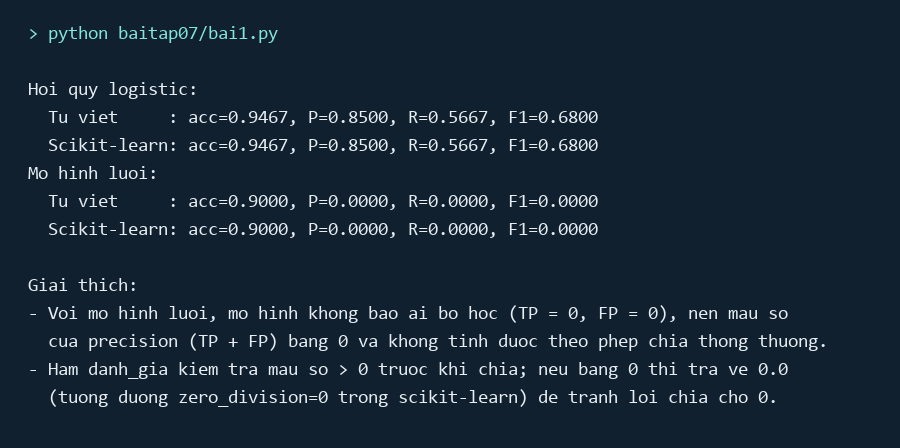 > python baitap07/bai1.py
Hoi quy logistic:
Tu viet     : acc=0.9467, P=0.8500, R=0.5667, F1=0.6800
Scikit-learn: acc=0.9467, P=0.8500, R=0.5667, F1=0.6800
Mo hinh luoi:
Tu viet     : acc=0.9000, P=0.0000, R=0.0000, F1=0.0000
Scikit-learn: acc=0.9000, P=0.0000, R=0.0000, F1=0.0000
Giai thich:
- Voi mo hinh luoi, mo hinh khong bao ai bo hoc (TP = 0, FP = 0), nen mau so
cua precision (TP + FP) bang 0 va khong tinh duoc theo phep chia thong thuong.
- Ham danh_gia kiem tra mau so > 0 truoc khi chia; neu bang 0 thi tra ve 0.0
(tuong duong zero_division=0 trong scikit-learn) de tranh loi chia cho 0.